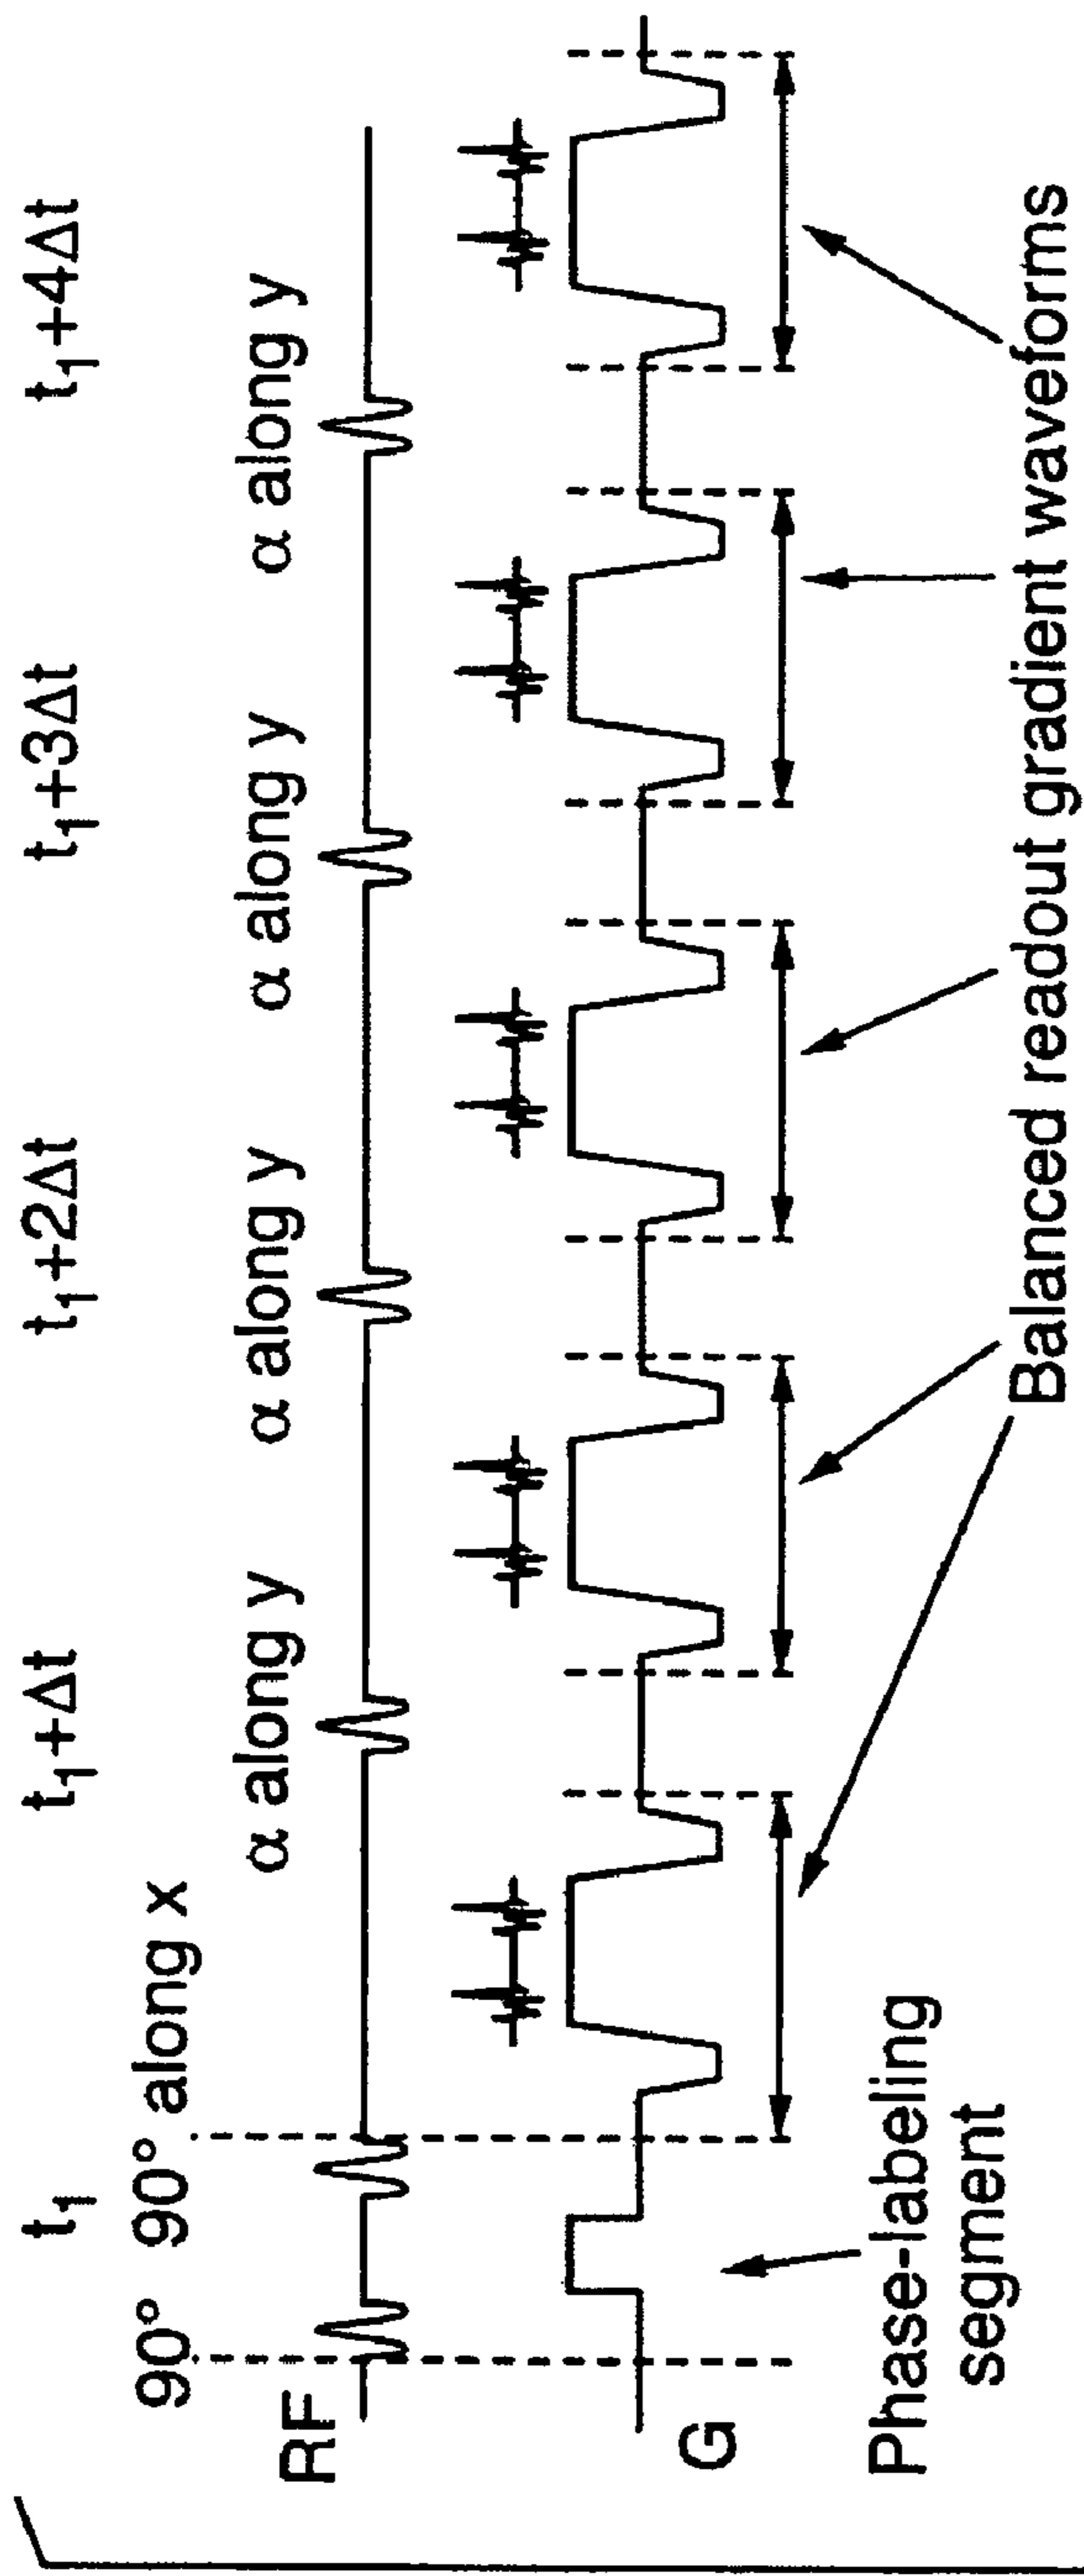 t₁ t₁+Δt t₁+2Δt t₁+3Δt t₁+4Δt
90° 90° along x
α along y α along y α along y α along y
RF
G
Phase-labeling
segment
Balanced readout gradient waveforms